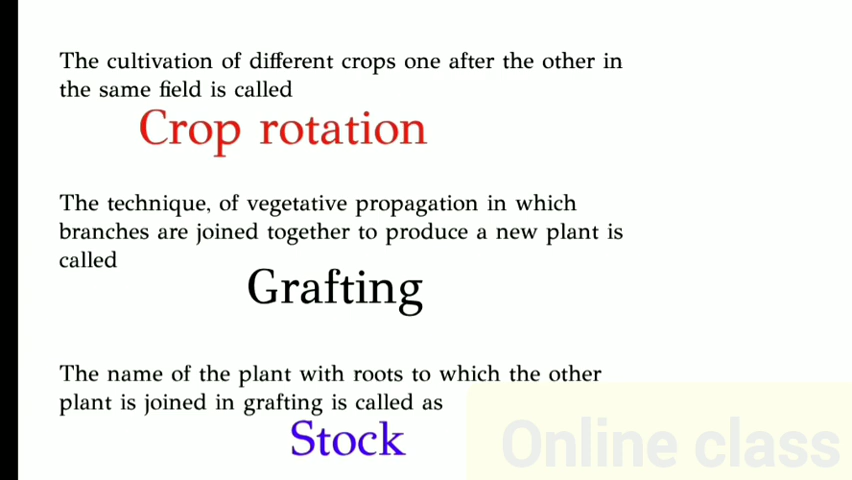 The cultivation of different crops one after the other in
the same field is called
Crop rotation
The technique, of vegetative propagation in which
branches are joined together to produce a new plant is
called
Grafting
The name of the plant with roots to which the other
plant is joined in grafting is called as
Stock
Online class